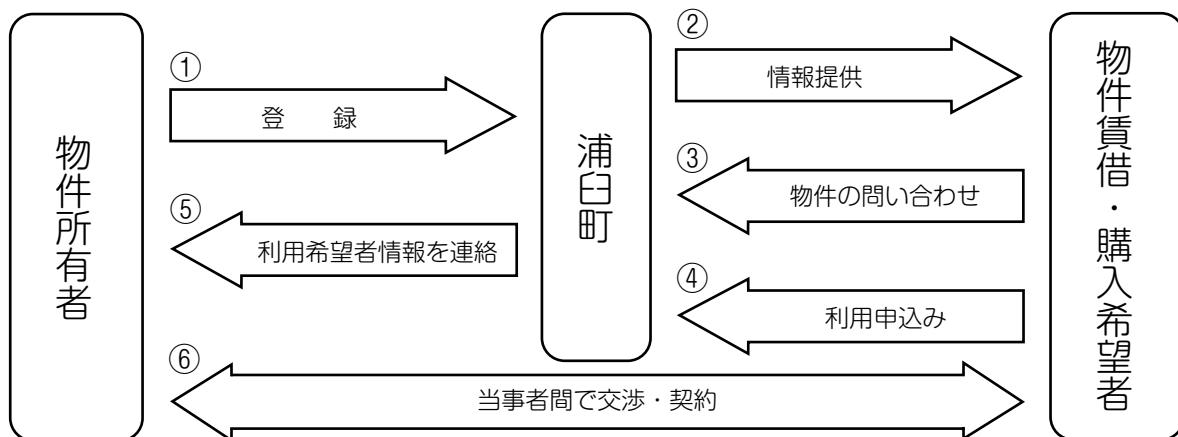 物件所有者
①
登　録
浦臼町
②
情報提供
③
物件の問い合わせ
④
利用申込み
⑤
利用希望者情報を連絡
⑥
当事者間で交渉・契約
物件賃借・購入希望者